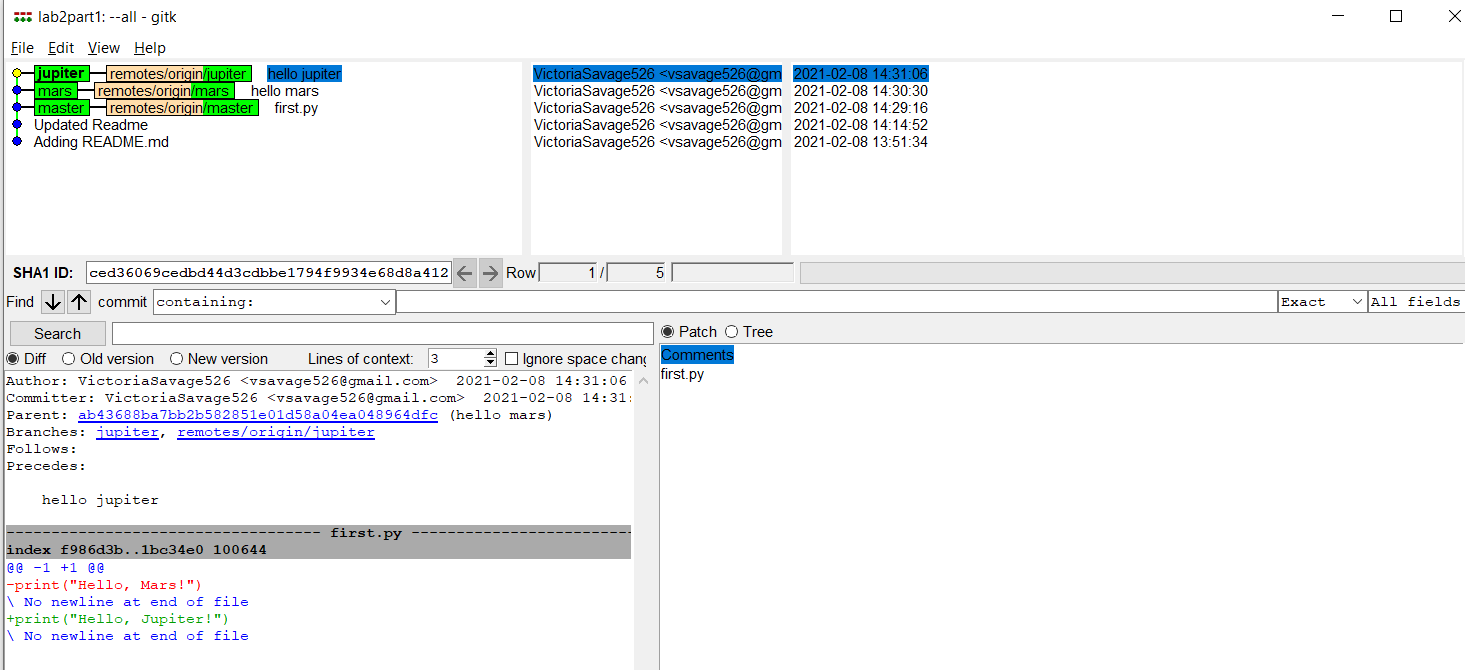 lab2part1: --all - gitk
File Edit View Help
jupiter remotes/origin/jupiter hello jupiter VictoriaSavage526 <vsavage526@gm 2021-02-08 14:31:06
mars remotes/origin/mars hello mars VictoriaSavage526 <vsavage526@gm 2021-02-08 14:30:30
master remotes/origin/master first.py VictoriaSavage526 <vsavage526@gm 2021-02-08 14:29:16
Updated Readme VictoriaSavage526 <vsavage526@gm 2021-02-08 14:14:52
Adding README.md VictoriaSavage526 <vsavage526@gm 2021-02-08 13:51:34
SHA1 ID: ced36069cedbd44d3cdbbe1794f9934e68d8a412 Row 1 / 5
Find commit containing: Exact All fields
Search Patch Tree
Diff Old version New version Lines of context: 3 Ignore space chang
Comments
first.py
Author: VictoriaSavage526 <vsavage526@gmail.com> 2021-02-08 14:31:06
Committer: VictoriaSavage526 <vsavage526@gmail.com> 2021-02-08 14:31:
Parent: ab43688ba7bb2b582851e01d58a04ea048964dfc (hello mars)
Branches: jupiter, remotes/origin/jupiter
Follows:
Precedes:
hello jupiter
----------------------------------- first.py -------------------------
index f986d3b..1bc34e0 100644
@@ -1 +1 @@
-print("Hello, Mars!")
\ No newline at end of file
+print("Hello, Jupiter!")
\ No newline at end of file